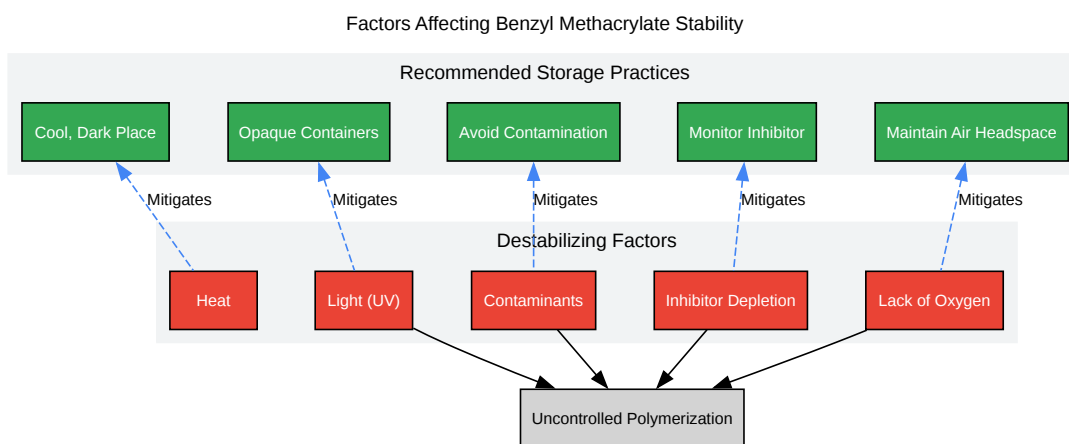 Factors Affecting Benzyl Methacrylate Stability
Recommended Storage Practices
Cool, Dark Place
Opaque Containers
Avoid Contamination
Monitor Inhibitor
Maintain Air Headspace
Mitigates
Mitigates
Mitigates
Mitigates
Mitigates
Destabilizing Factors
Heat
Light (UV)
Contaminants
Inhibitor Depletion
Lack of Oxygen
Uncontrolled Polymerization